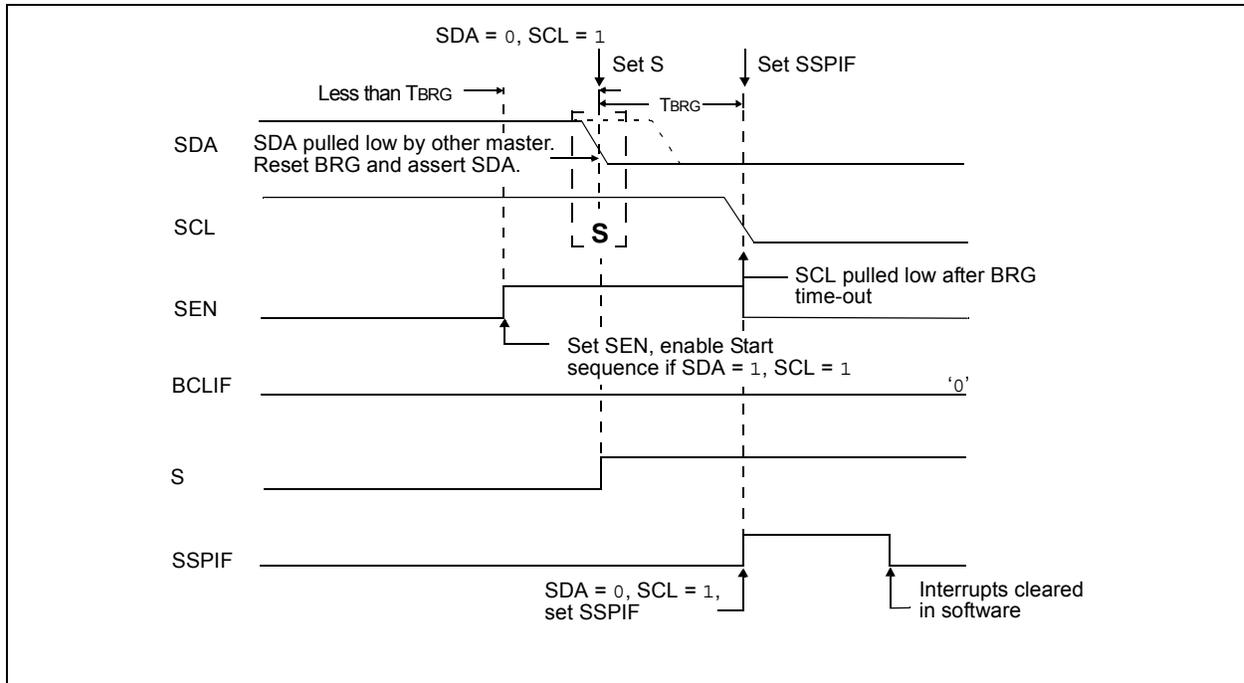 SDA = 0, SCL = 1
Set S
Set SSPIF
Less than TBRG
TBRG
SDA
SDA pulled low by other master.
Reset BRG and assert SDA.
SCL
S
SCL pulled low after BRG
time-out
SEN
Set SEN, enable Start
sequence if SDA = 1, SCL = 1
BCLIF
‘0’
S
SSPIF
SDA = 0, SCL = 1,
set SSPIF
Interrupts cleared
in software